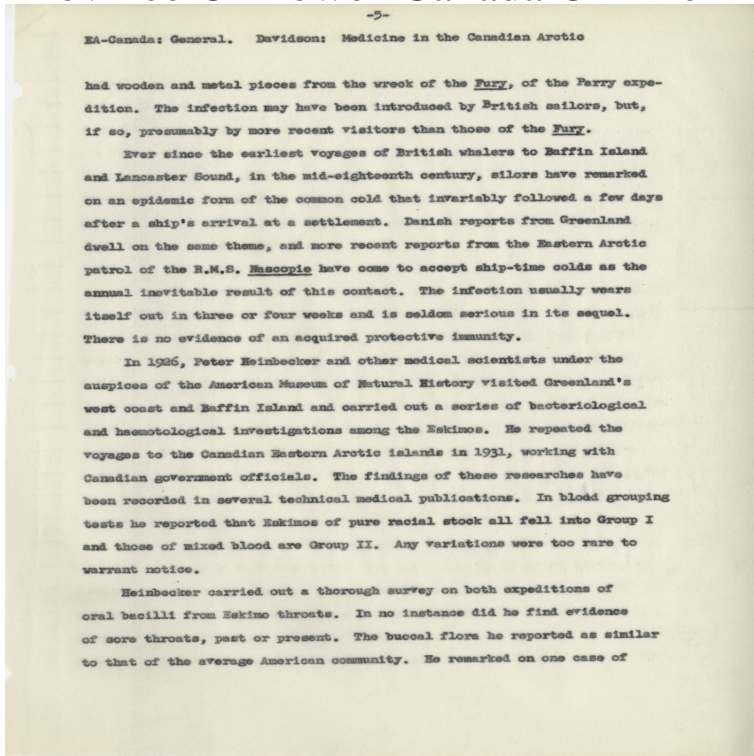 -5-
EA-Canada: General. Davidson: Medicine in the Canadian Arctic
had wooden and metal pieces from the wreck of the Fury, of the Parry expe-
dition. The infection may have been introduced by British sailors, but,
if so, presumably by more recent visitors than those of the Fury.
Ever since the earliest voyages of British whalers to Baffin Island
and Lancaster Sound, in the mid-eighteenth century, silors have remarked
on an epidemic form of the common cold that invariably followed a few days
after a ship's arrival at a settlement. Danish reports from Greenland
dwell on the same theme, and more recent reports from the Eastern Arctic
patrol of the R.M.S. Nascopie have come to accept ship-time colds as the
annual inevitable result of this contact. The infection usually wears
itself out in three or four weeks and is seldom serious in its sequel.
There is no evidence of an acquired protective immunity.
In 1926, Peter Heinbecker and other medical scientists under the
auspices of the American Museum of Natural History visited Greenland's
west coast and Baffin Island and carried out a series of bacteriological
and haemotological investigations among the Eskimos. He repeated the
voyages to the Canadian Eastern Arctic islands in 1931, working with
Canadian government officials. The findings of these researches have
been recorded in several technical medical publications. In blood grouping
tests he reported that Eskimos of pure racial stock all fell into Group I
and those of mixed blood are Group II. Any variations were too rare to
warrant notice.
Heinbecker carried out a thorough survey on both expeditions of
oral bacilli from Eskimo throats. In no instance did he find evidence
of sore throats, past or present. The buccal flora he reported as similar
to that of the average American community. He remarked on one case of